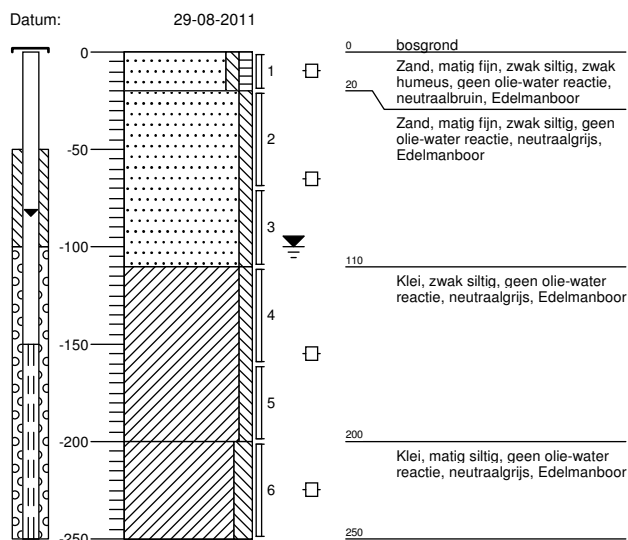 Datum: 29-08-2011
0
-50
-100
-150
-200
-250
1
2
3
4
5
6
0 bosgrond
Zand, matig fijn, zwak siltig, zwak
humeus, geen olie-water reactie,
neutraalbruin, Edelmanboor
20
Zand, matig fijn, zwak siltig, geen
olie-water reactie, neutraalgrijs,
Edelmanboor
110
Klei, zwak siltig, geen olie-water
reactie, neutraalgrijs, Edelmanboor
200
Klei, matig siltig, geen olie-water
reactie, neutraalgrijs, Edelmanboor
250